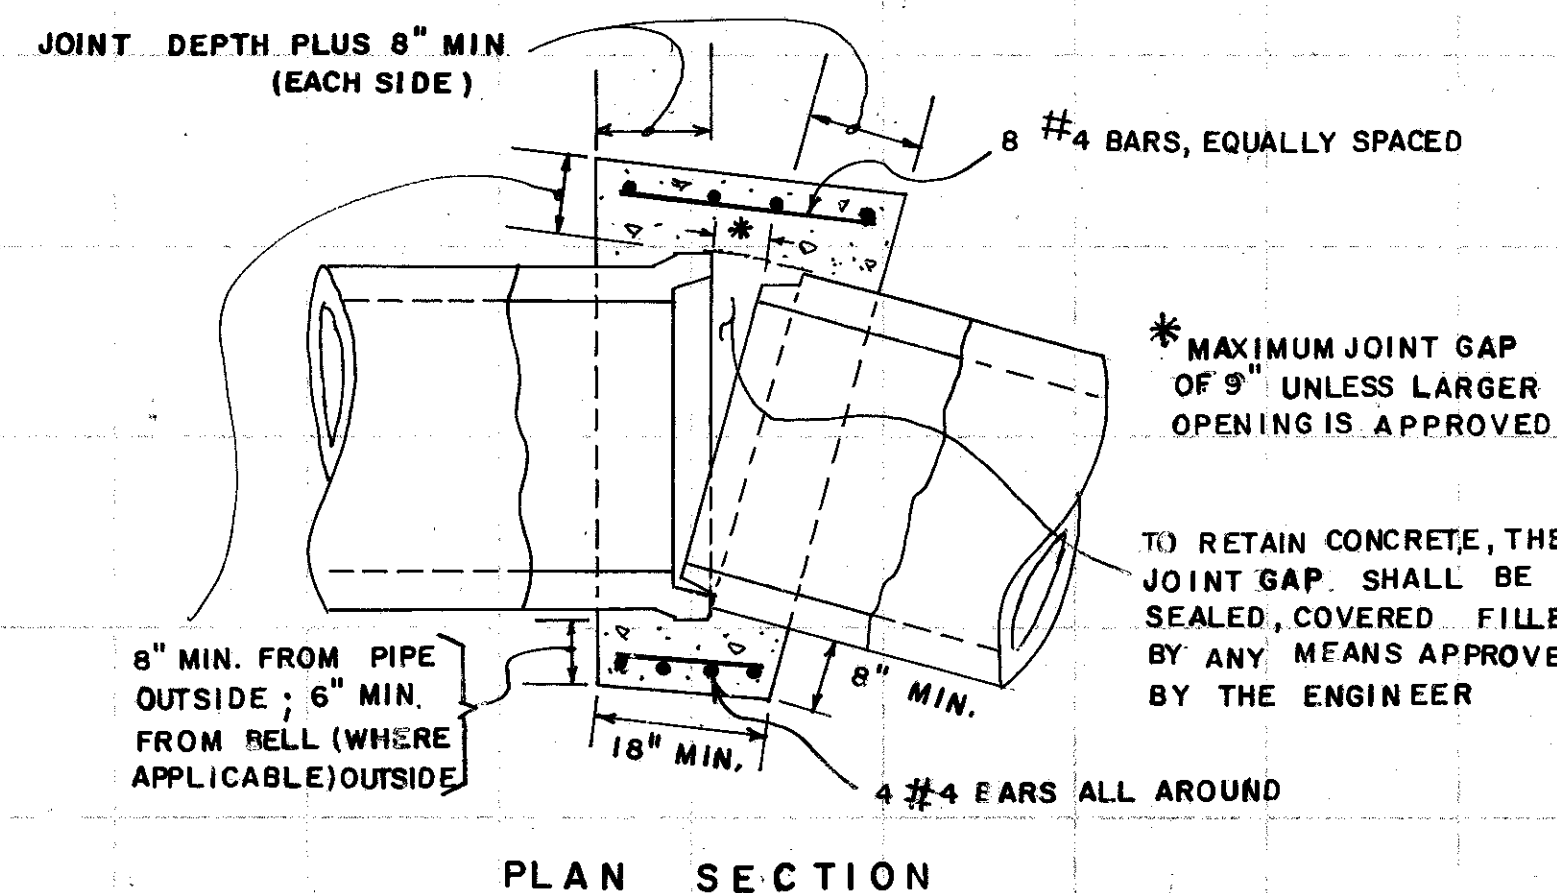 JOINT DEPTH PLUS 8" MIN
(EACH SIDE)
8 #4 BARS, EQUALLY SPACED
*
* MAXIMUM JOINT GAP
OF 9" UNLESS LARGER
OPENING IS APPROVED
TO RETAIN CONCRETE, THE
JOINT GAP. SHALL BE
SEALED, COVERED FILLE
BY ANY MEANS APPROVE
BY THE ENGINEER
8" MIN. FROM PIPE
OUTSIDE; 6" MIN.
FROM BELL (WHERE
APPLICABLE) OUTSIDE
8" MIN.
18" MIN.
4 #4 BARS ALL AROUND
PLAN SECTION